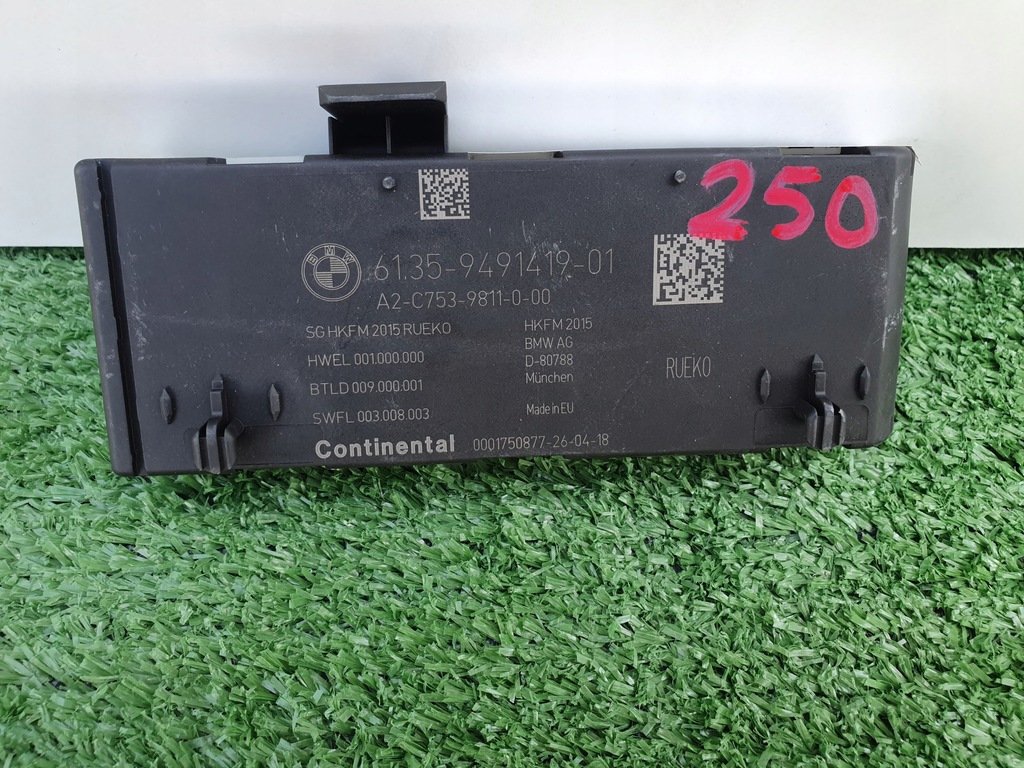 250
BMW
61.35-9491419-01
A2-C753-9811-0-00
SG HKFM 2015 RUEKO
HWEL 001.000.000
BTLD 009.000.001
SWFL 003.008.003
HKFM 2015
BMW AG
D-80788
München
Made in EU
RUEKO
Continental 0001750877-26-04-18